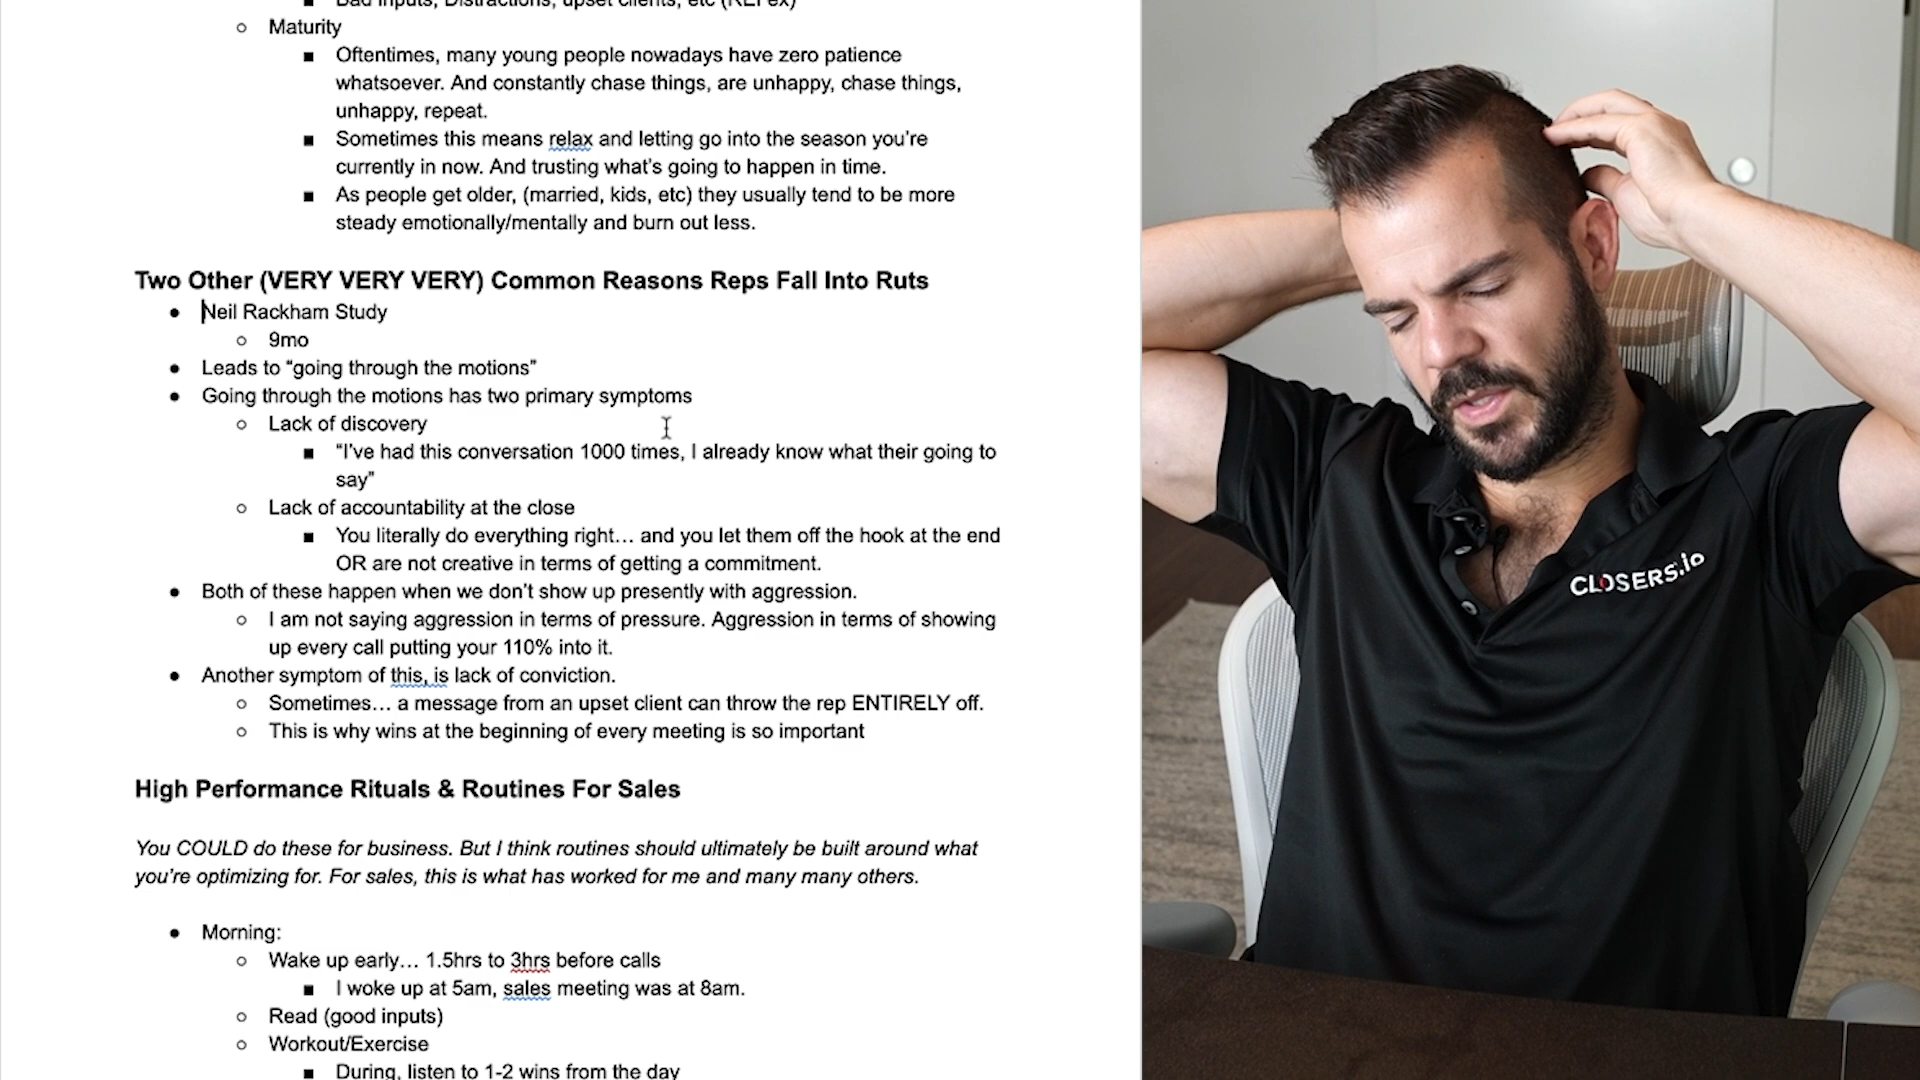 Bad inputs, Distractions, upset clients, etc
Maturity
Oftentimes, many young people nowadays have zero patience
whatsoever. And constantly chase things, are unhappy, chase things,
unhappy, repeat.
Sometimes this means relax and letting go into the season you're
currently in now. And trusting what's going to happen in time.
As people get older, (married, kids, etc) they usually tend to be more
steady emotionally/mentally and burn out less.
Two Other (VERY VERY VERY) Common Reasons Reps Fall Into Ruts
Neil Rackham Study
9mo
Leads to “going through the motions”
Going through the motions has two primary symptoms
Lack of discovery
“I've had this conversation 1000 times, I already know what their going to
say”
Lack of accountability at the close
You literally do everything right… and you let them off the hook at the end
OR are not creative in terms of getting a commitment.
Both of these happen when we don't show up presently with aggression.
I am not saying aggression in terms of pressure. Aggression in terms of showing
up every call putting your 110% into it.
Another symptom of this, is lack of conviction.
Sometimes… a message from an upset client can throw the rep ENTIRELY off.
This is why wins at the beginning of every meeting is so important
High Performance Rituals & Routines For Sales
You COULD do these for business. But I think routines should ultimately be built around what
you're optimizing for. For sales, this is what has worked for me and many many others.
Morning:
Wake up early… 1.5hrs to 3hrs before calls
I woke up at 5am, sales meeting was at 8am.
Read (good inputs)
Workout/Exercise
During, listen to 1-2 wins from the day
CLOSERS.io